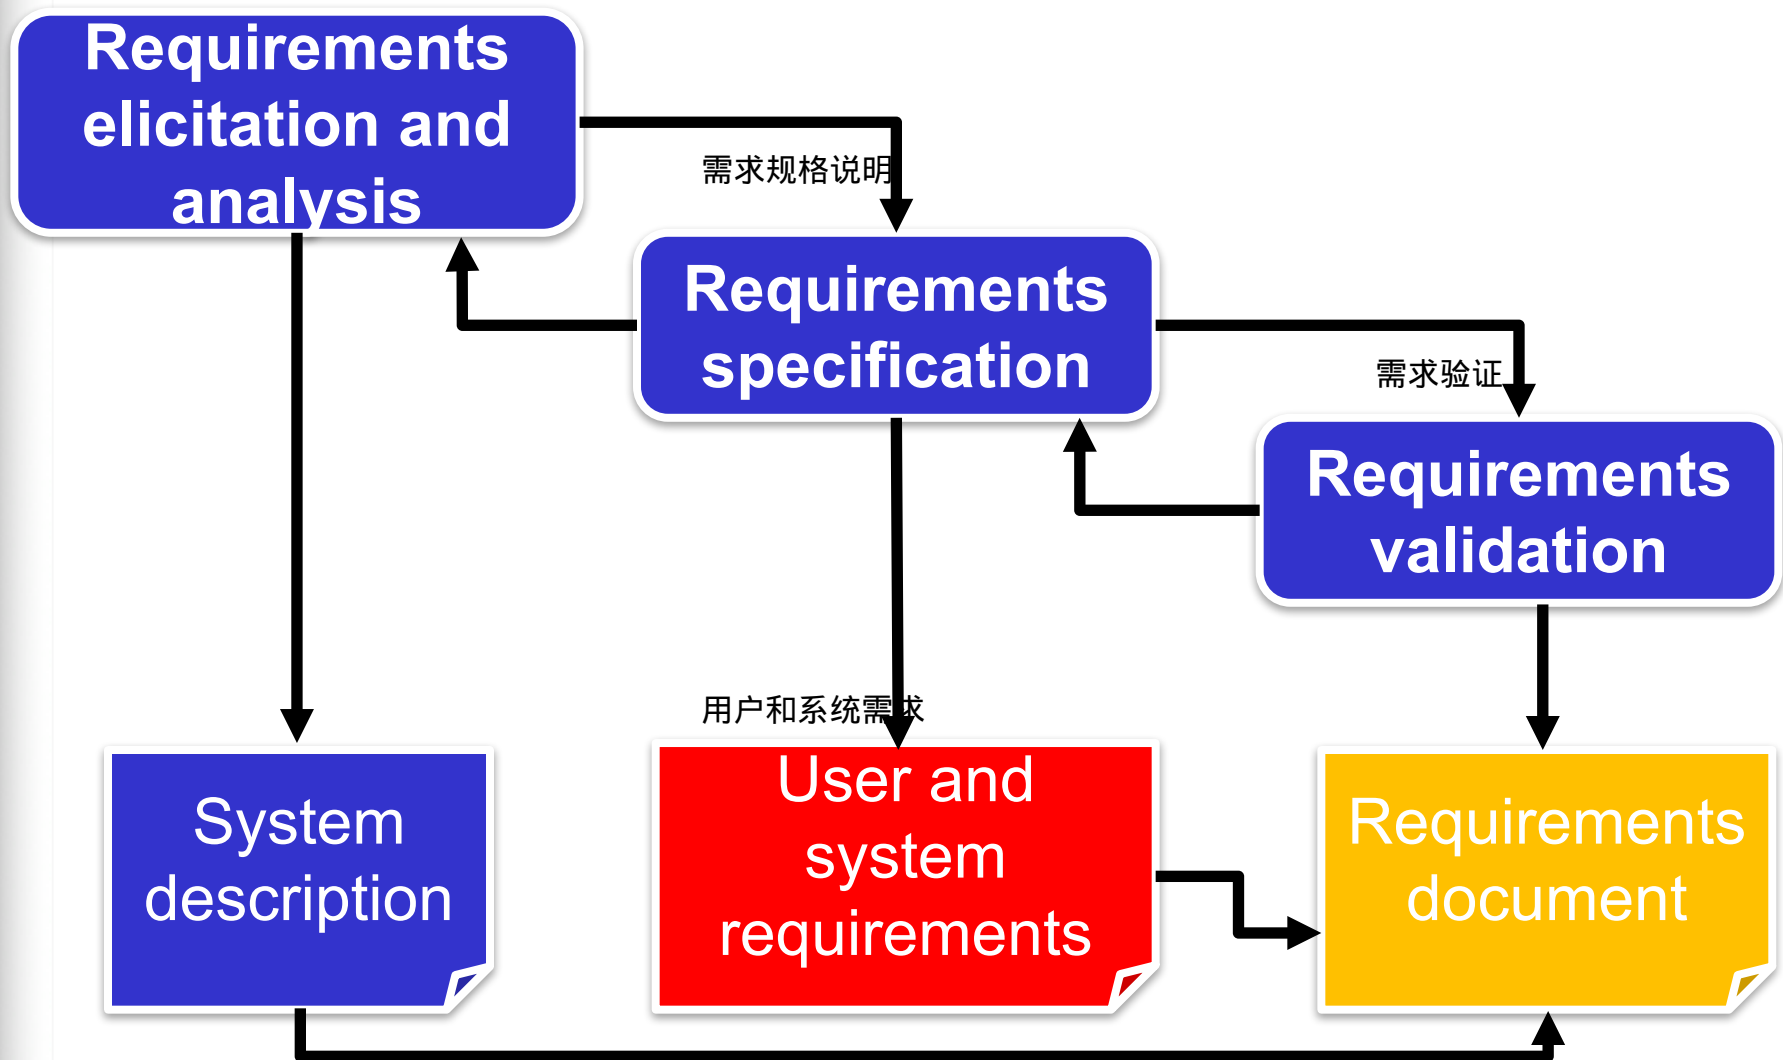 Requirements
elicitation and
analysis
需求规格说明
Requirements
specification
需求验证
Requirements
validation
用户和系统需求
System
description
User and
system
requirements
Requirements
document